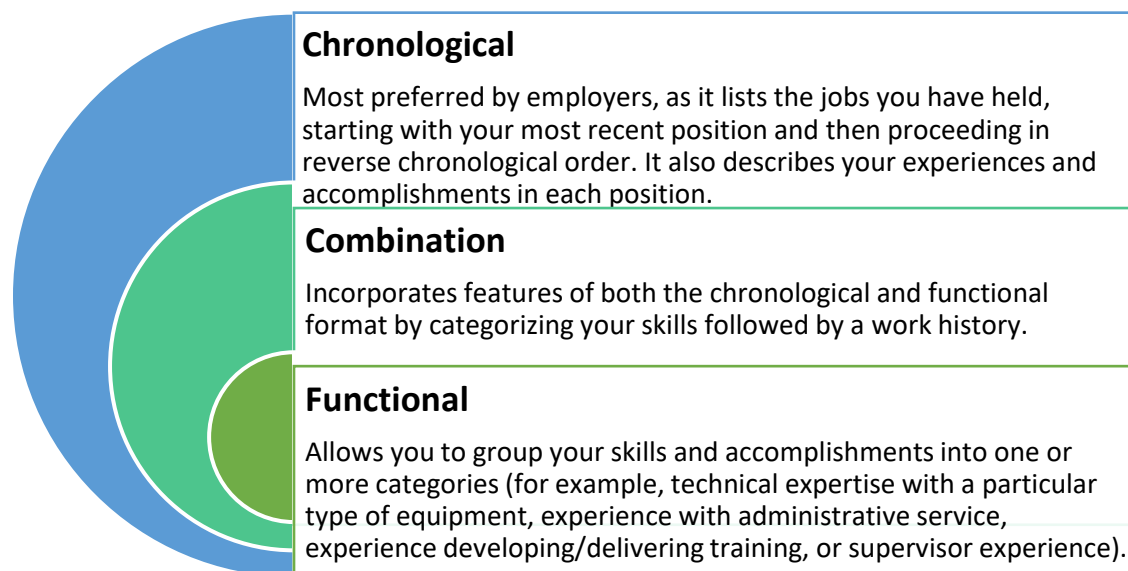 Chronological
Most preferred by employers, as it lists the jobs you have held,
starting with your most recent position and then proceeding in
reverse chronological order. It also describes your experiences and
accomplishments in each position.
Combination
Incorporates features of both the chronological and functional
format by categorizing your skills followed by a work history.
Functional
Allows you to group your skills and accomplishments into one or
more categories (for example, technical expertise with a particular
type of equipment, experience with administrative service,
experience developing/delivering training, or supervisor experience).